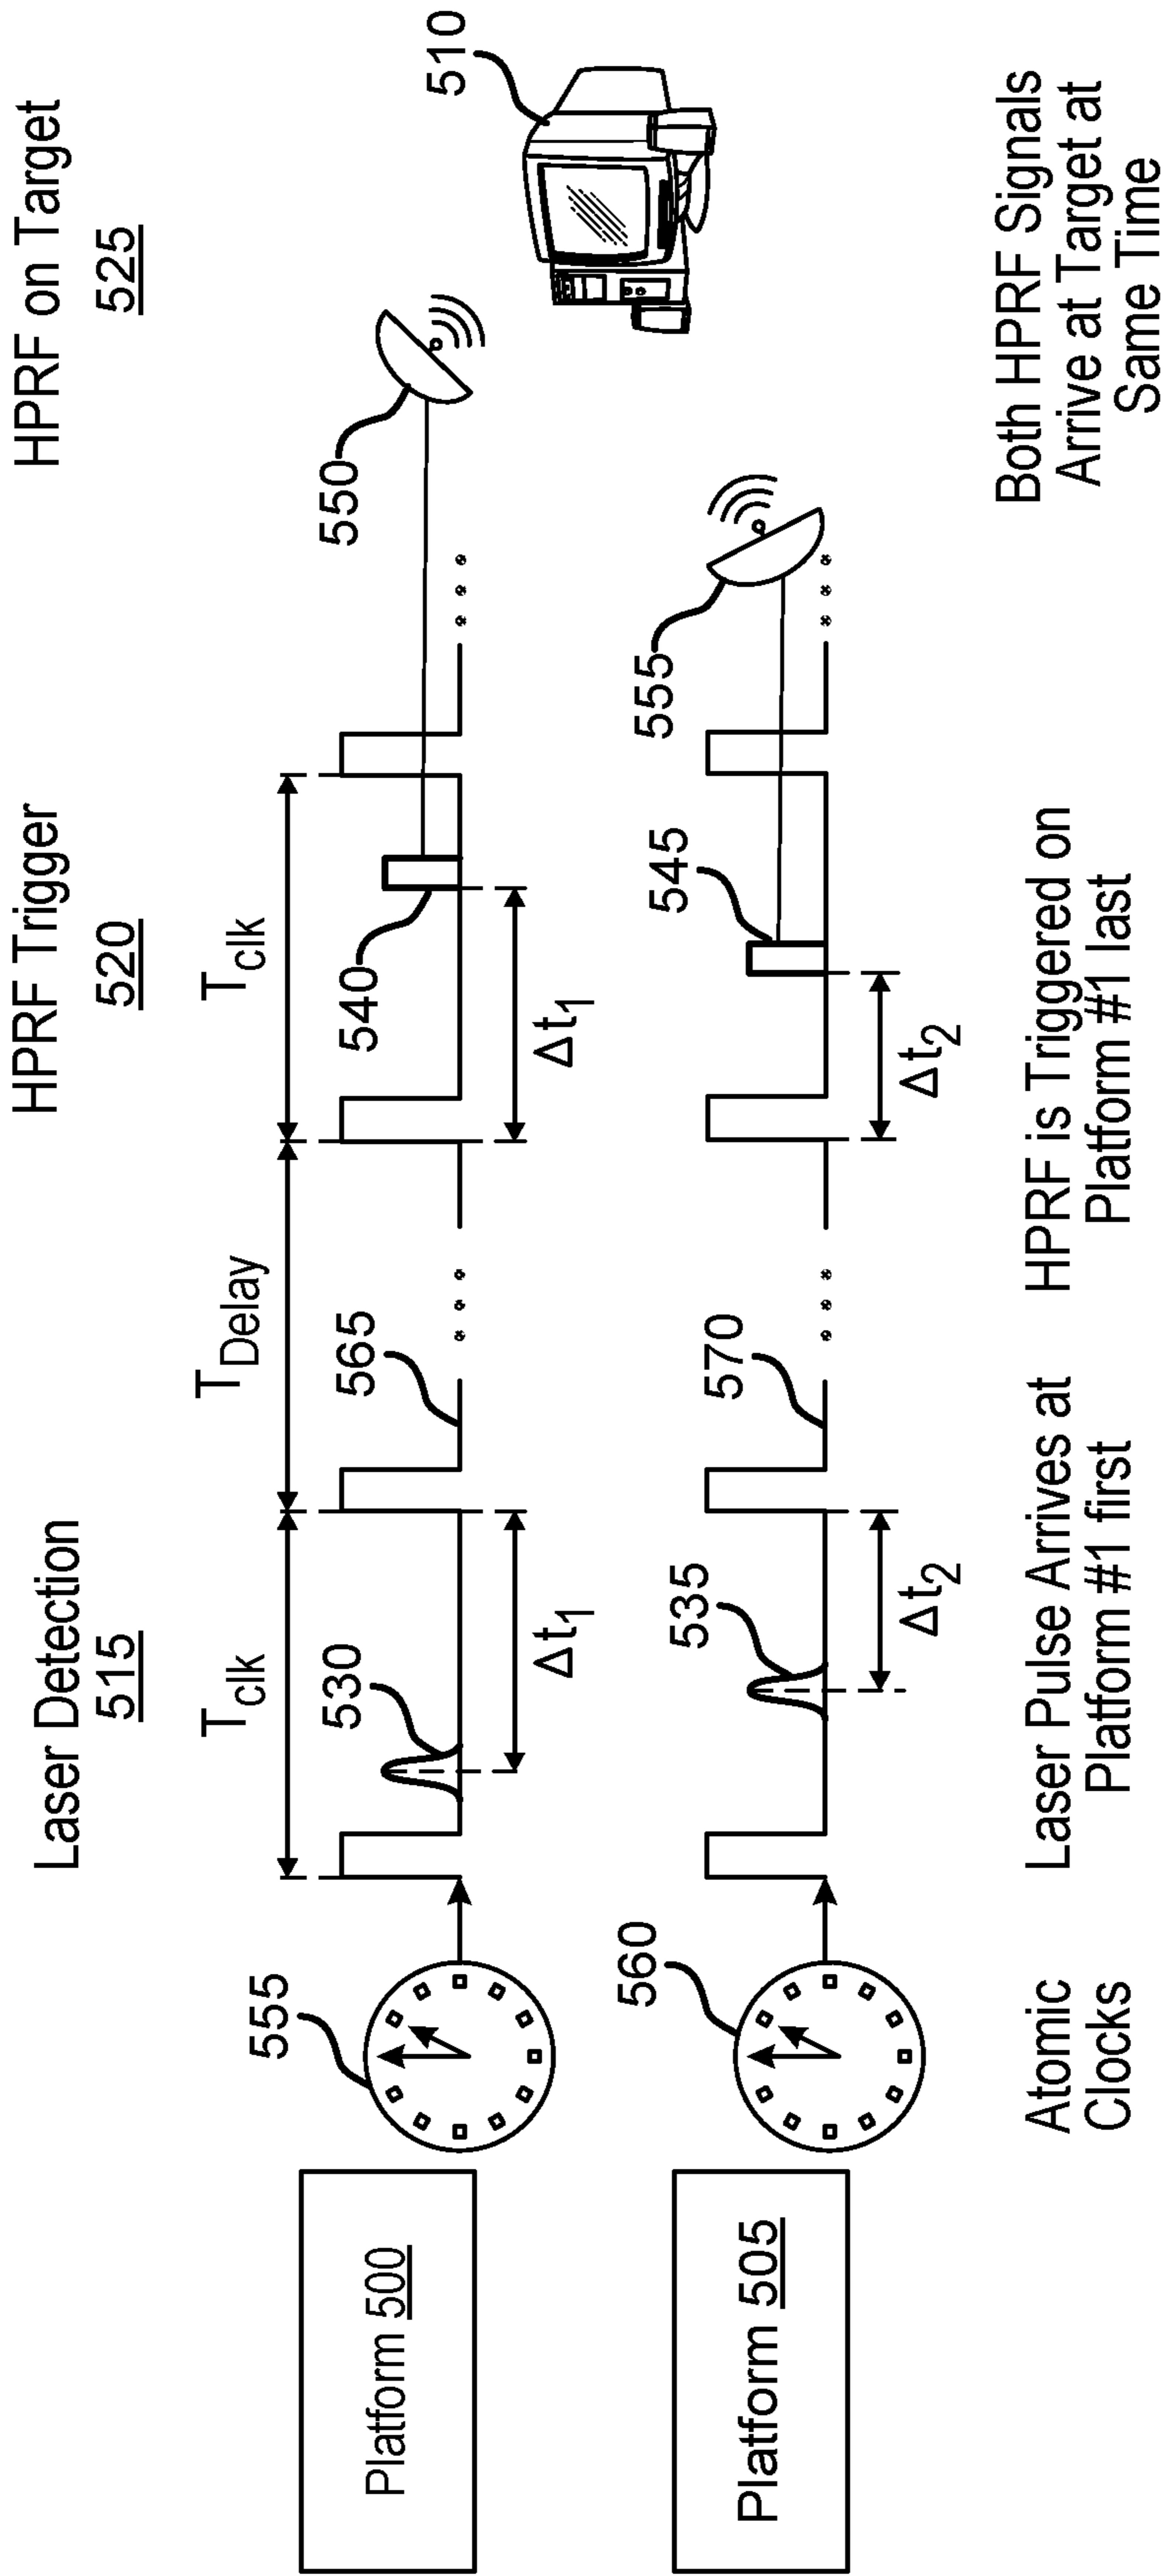 Laser Detection
515
HPRF Trigger
520
HPRF on Target
525
T_clk
T_Delay
T_clk
Platform 500
555
530
Δt_1
565
540
Δt_1
550
510
Platform 505
560
535
Δt_2
570
545
Δt_2
555
Atomic
Clocks
Laser Pulse Arrives at
Platform #1 first
HPRF is Triggered on
Platform #1 last
Both HPRF Signals
Arrive at Target at
Same Time